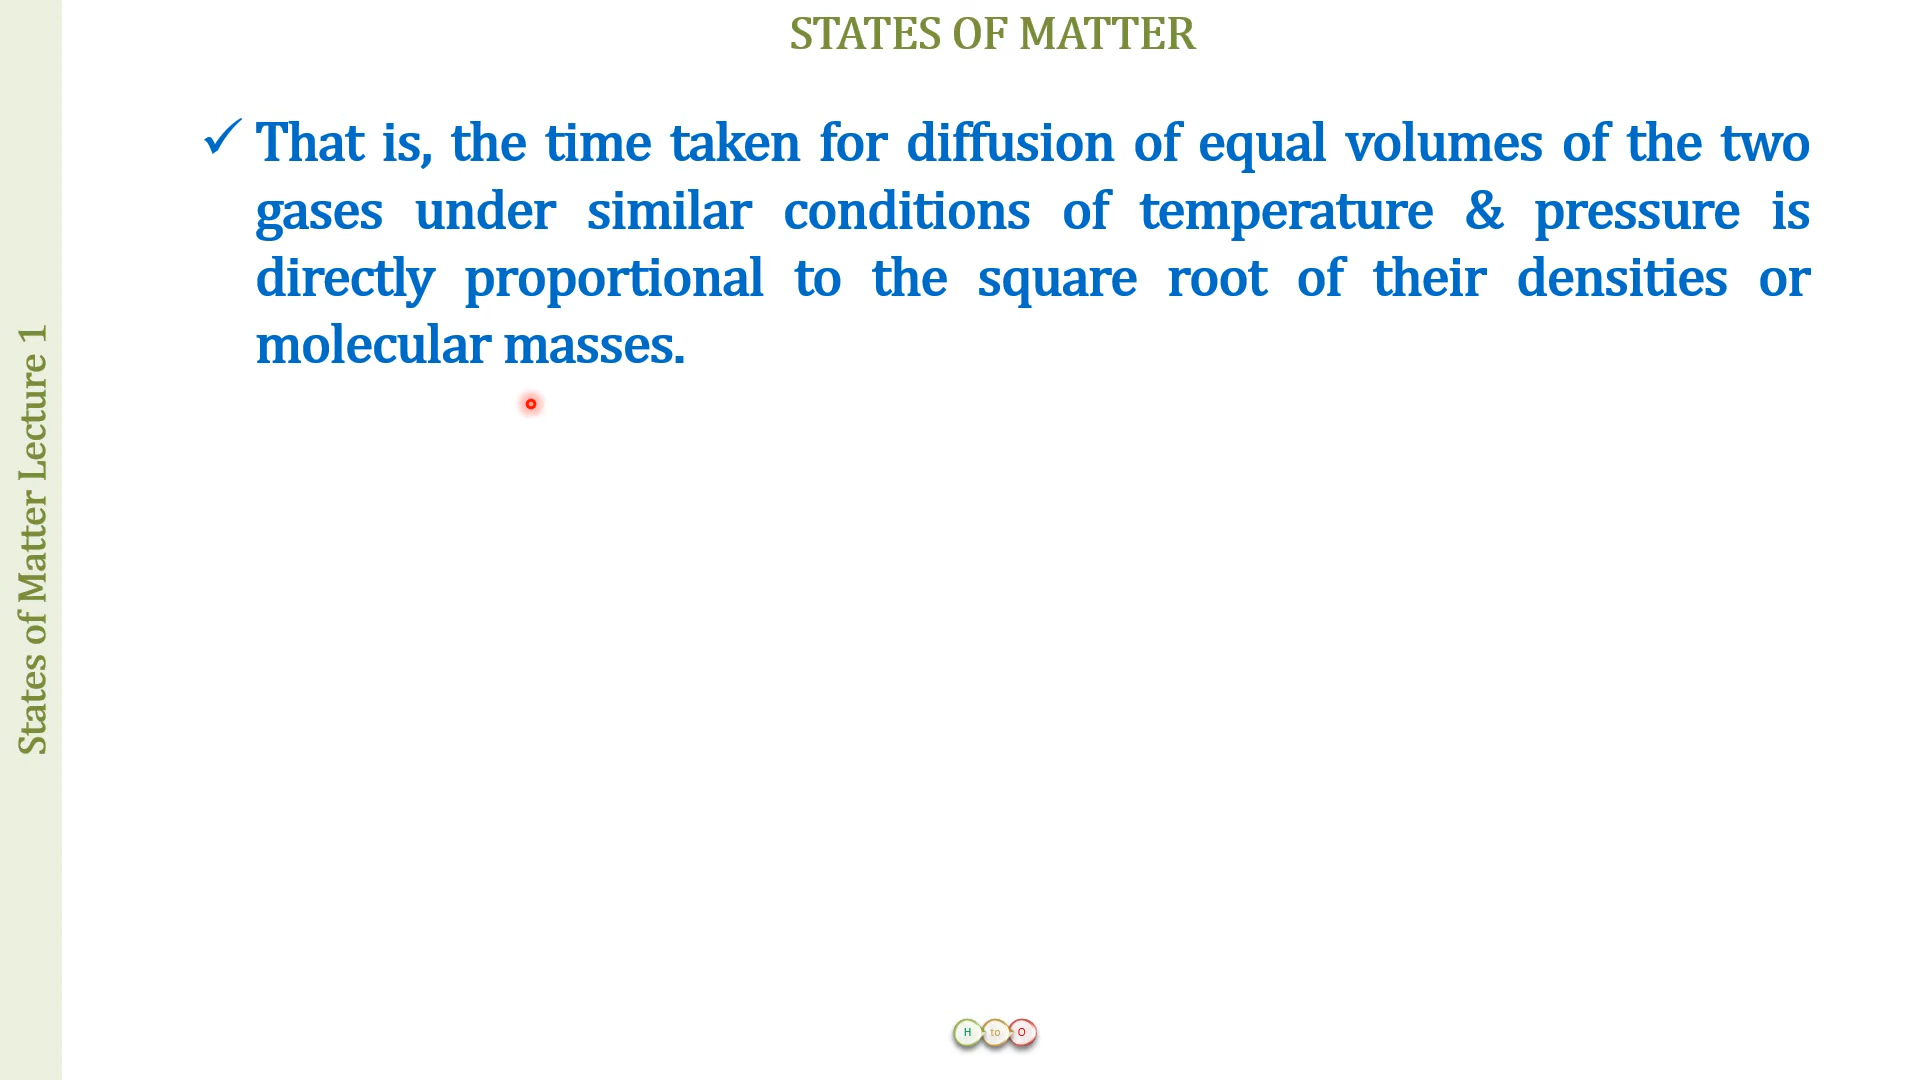 STATES OF MATTER
✓ That is, the time taken for diffusion of equal volumes of the two
gases under similar conditions of temperature & pressure is
directly proportional to the square root of their densities or
molecular masses.
States of Matter Lecture 1
H to O